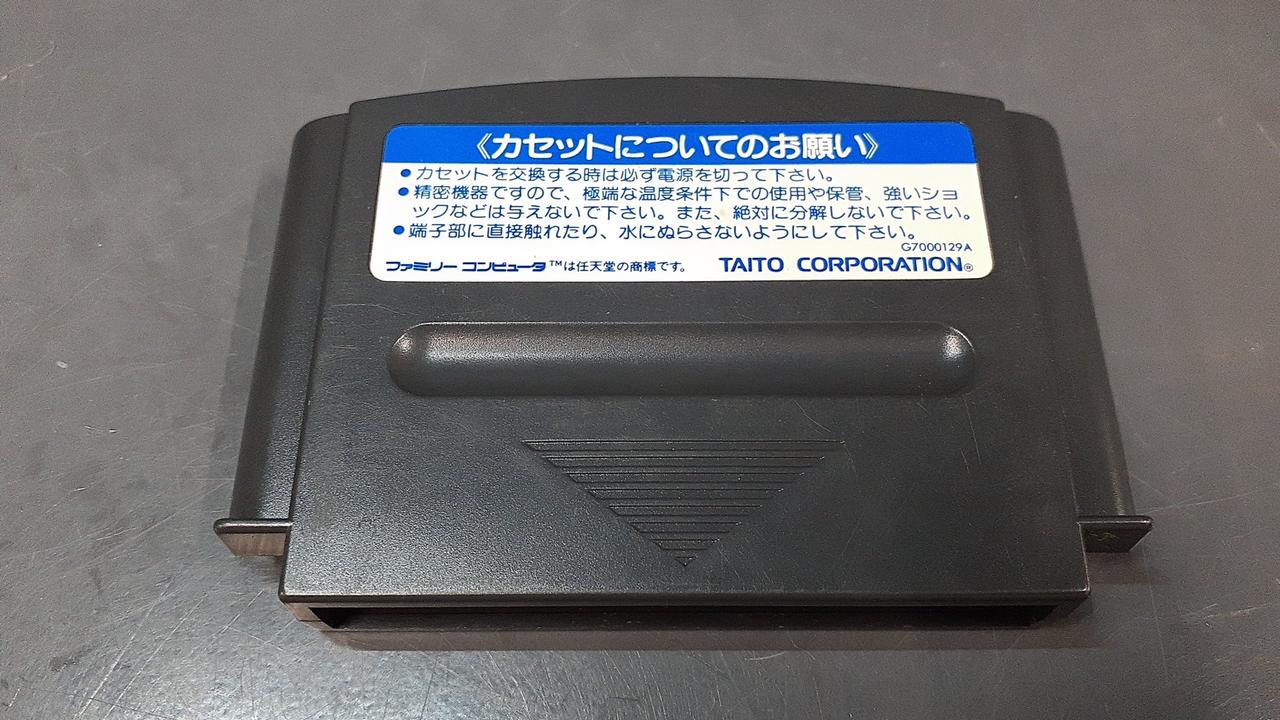 《カセットについてのお願い》
●カセットを交換する時は必ず電源を切って下さい。
●精密機器ですので、極端な温度条件下での使用や保管、強いショ
ックなどは与えないで下さい。また、絶対に分解しないで下さい。
●端子部に直接触れたり、水にぬらさないようにして下さい。
G7000129A
ファミリーコンピュータ™は任天堂の商標です。 TAITO CORPORATION®